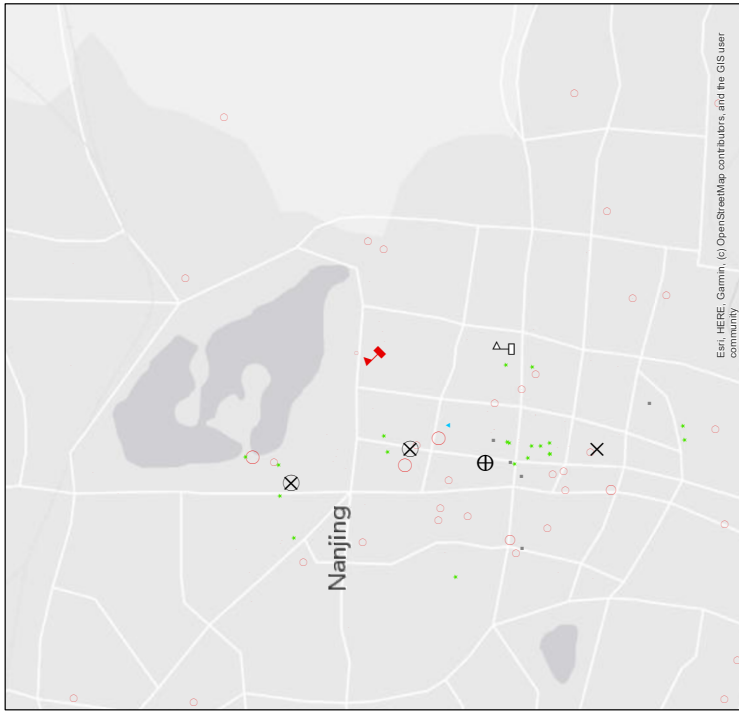 Nanjing
Esri, HERE, Garmin, (c) OpenStreetMap contributors, and the GIS user
community